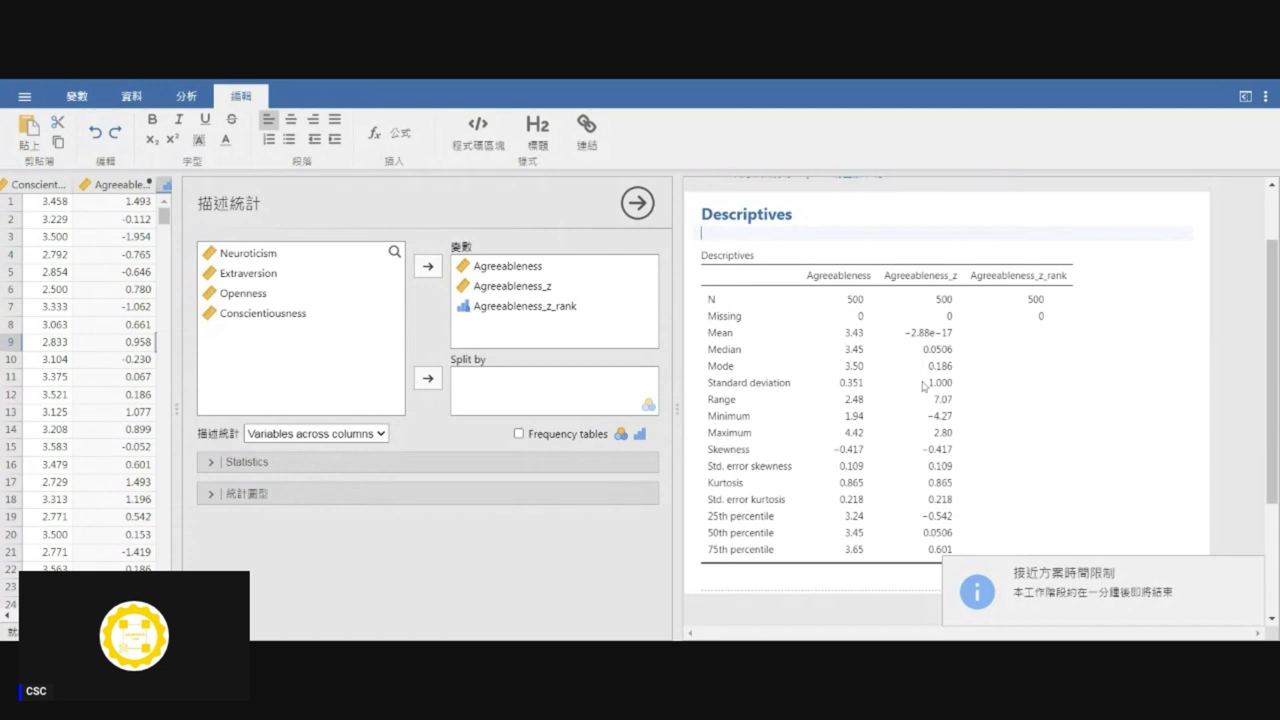 變數 資料 分析 編輯
貼上
剪貼簿
編輯
B I U S
X₂ X² A A
字型
段落
fx 公式
插入
</> 程式碼區塊
H2 標題
連結
樣式
Conscient... Agreeable...
1 3.458 1.493
2 3.229 -0.112
3 3.500 -1.954
4 2.792 -0.765
5 2.854 -0.646
6 2.500 0.780
7 3.333 -1.062
8 3.063 0.661
9 2.833 0.958
10 3.104 -0.230
11 3.375 0.067
12 3.521 0.186
13 3.125 1.077
14 3.208 0.899
15 3.583 -0.052
16 3.479 0.601
17 2.729 1.493
18 3.313 1.196
19 2.771 0.542
20 3.500 0.153
21 2.771 -1.419
22 3.563 0.186
23
24
描述統計
Neuroticism
Extraversion
Openness
Conscientiousness
變數
Agreeableness
Agreeableness_z
Agreeableness_z_rank
Split by
描述統計 Variables across columns
Frequency tables
Statistics
統計圖型
Descriptives
Descriptives
Agreeableness Agreeableness_z Agreeableness_z_rank
N 500 500 500
Missing 0 0 0
Mean 3.43 −2.88e−17
Median 3.45 0.0506
Mode 3.50 0.186
Standard deviation 0.351 1.000
Range 2.48 7.07
Minimum 1.94 −4.27
Maximum 4.42 2.80
Skewness −0.417 −0.417
Std. error skewness 0.109 0.109
Kurtosis 0.865 0.865
Std. error kurtosis 0.218 0.218
25th percentile 3.24 −0.542
50th percentile 3.45 0.0506
75th percentile 3.65 0.601
接近方案時間限制
本工作階段約在一分鐘後即將結束
CSC